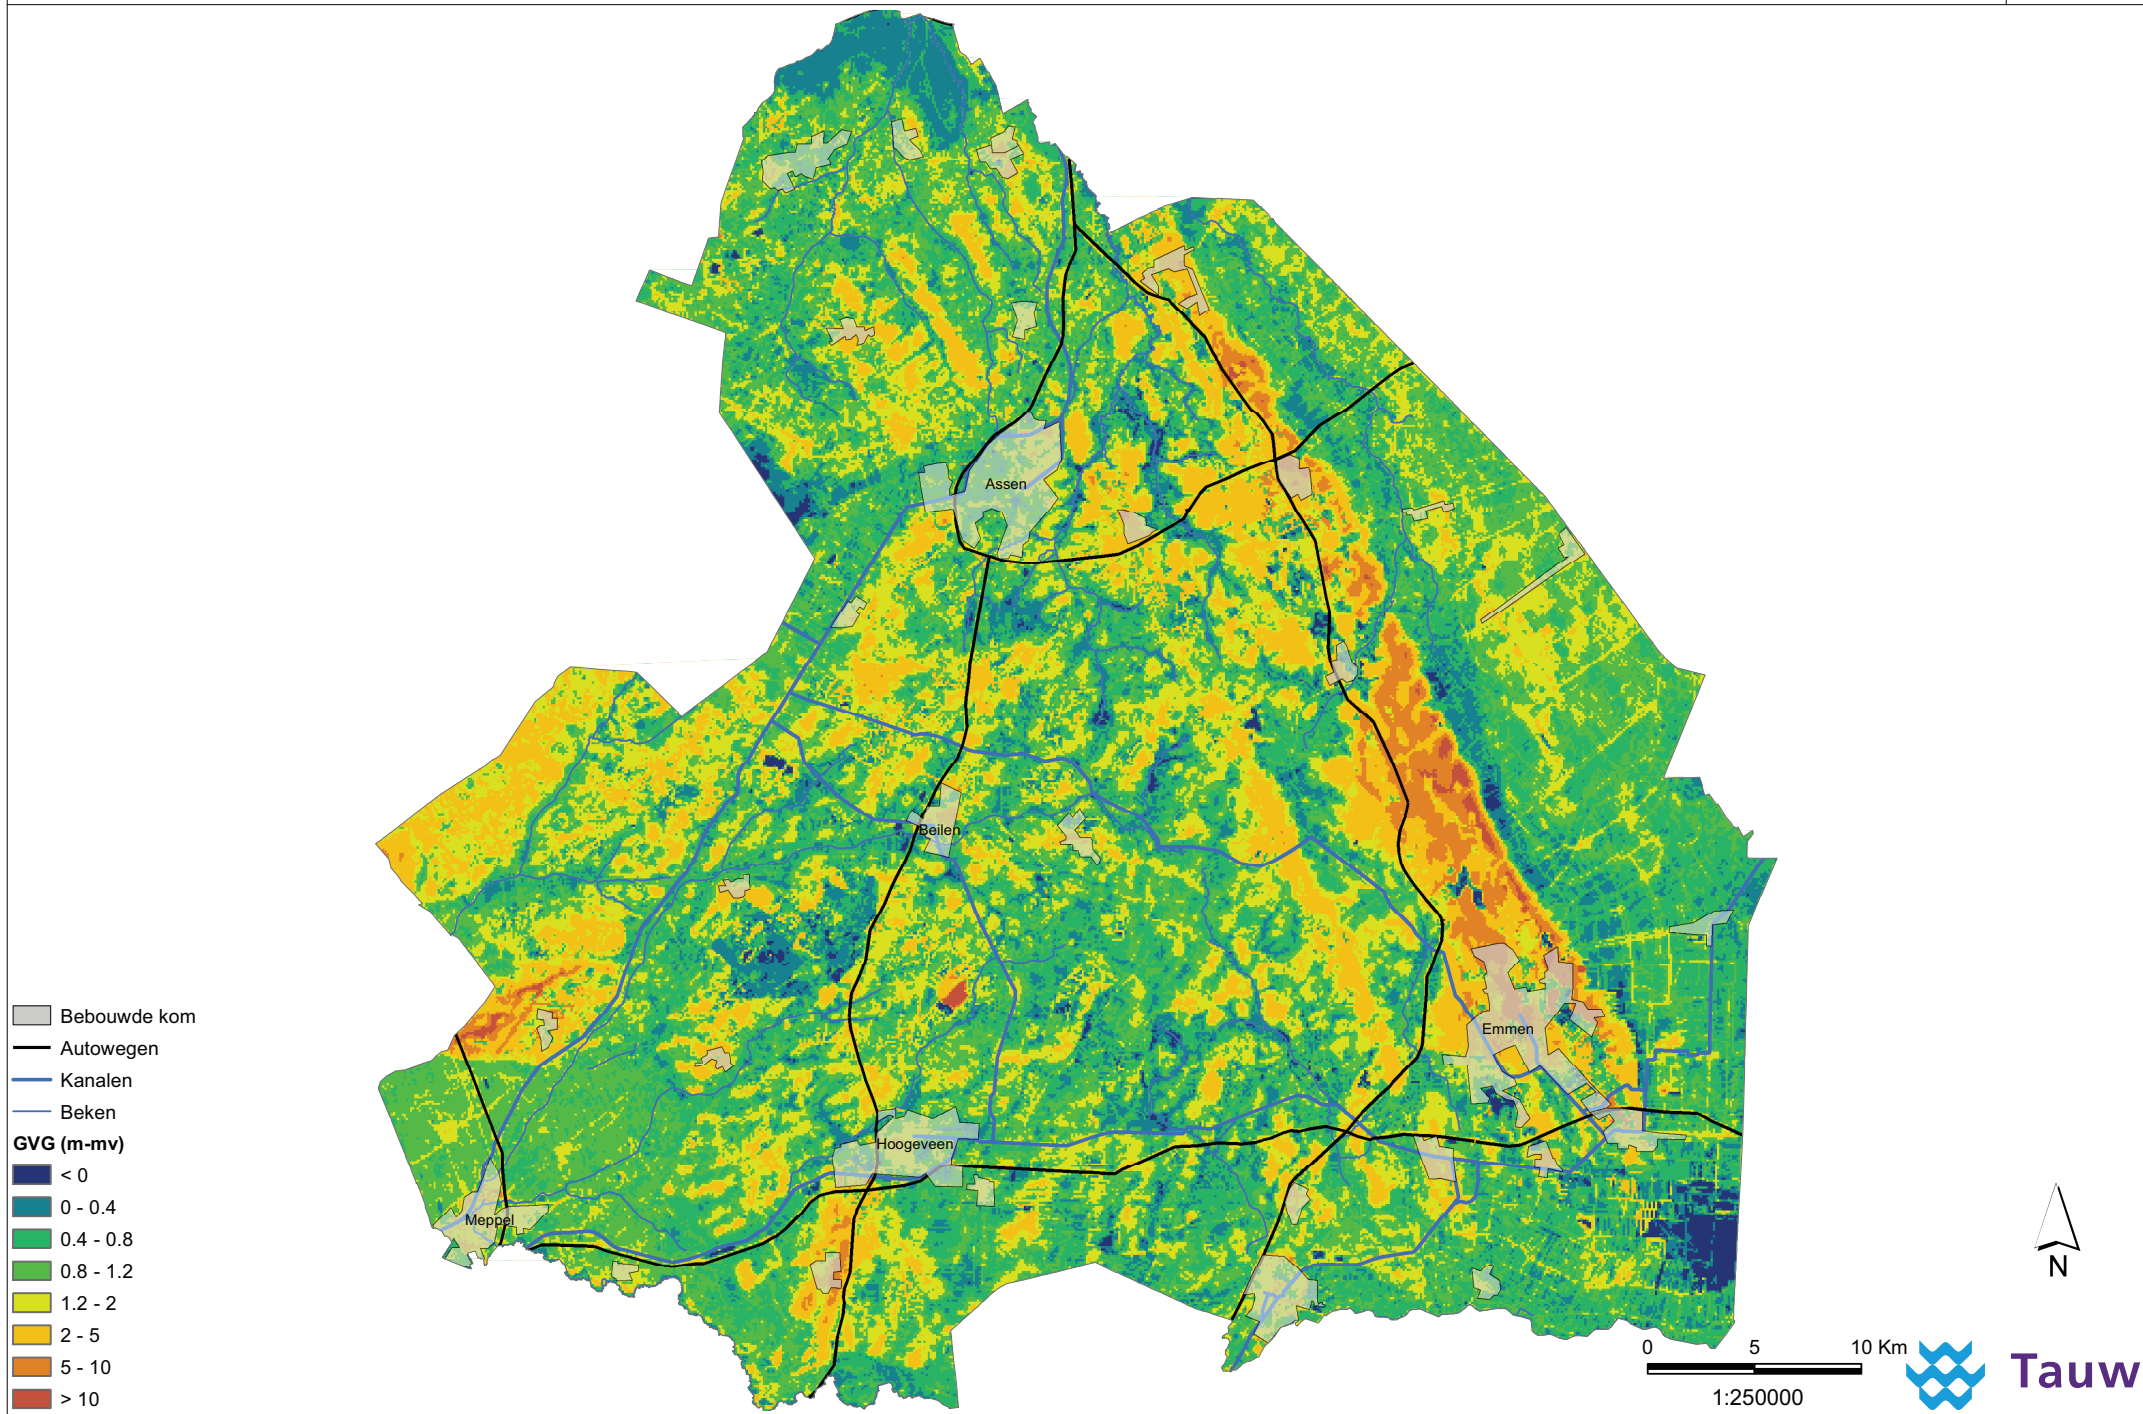 Assen
Beilen
Emmen
Hoogeveen
Meppel
Bebouwde kom
Autowegen
Kanalen
Beken
GVG (m-mv)
< 0
0 - 0.4
0.4 - 0.8
0.8 - 1.2
1.2 - 2
2 - 5
5 - 10
> 10
N
0 5 10 Km
1:250000
Tauw